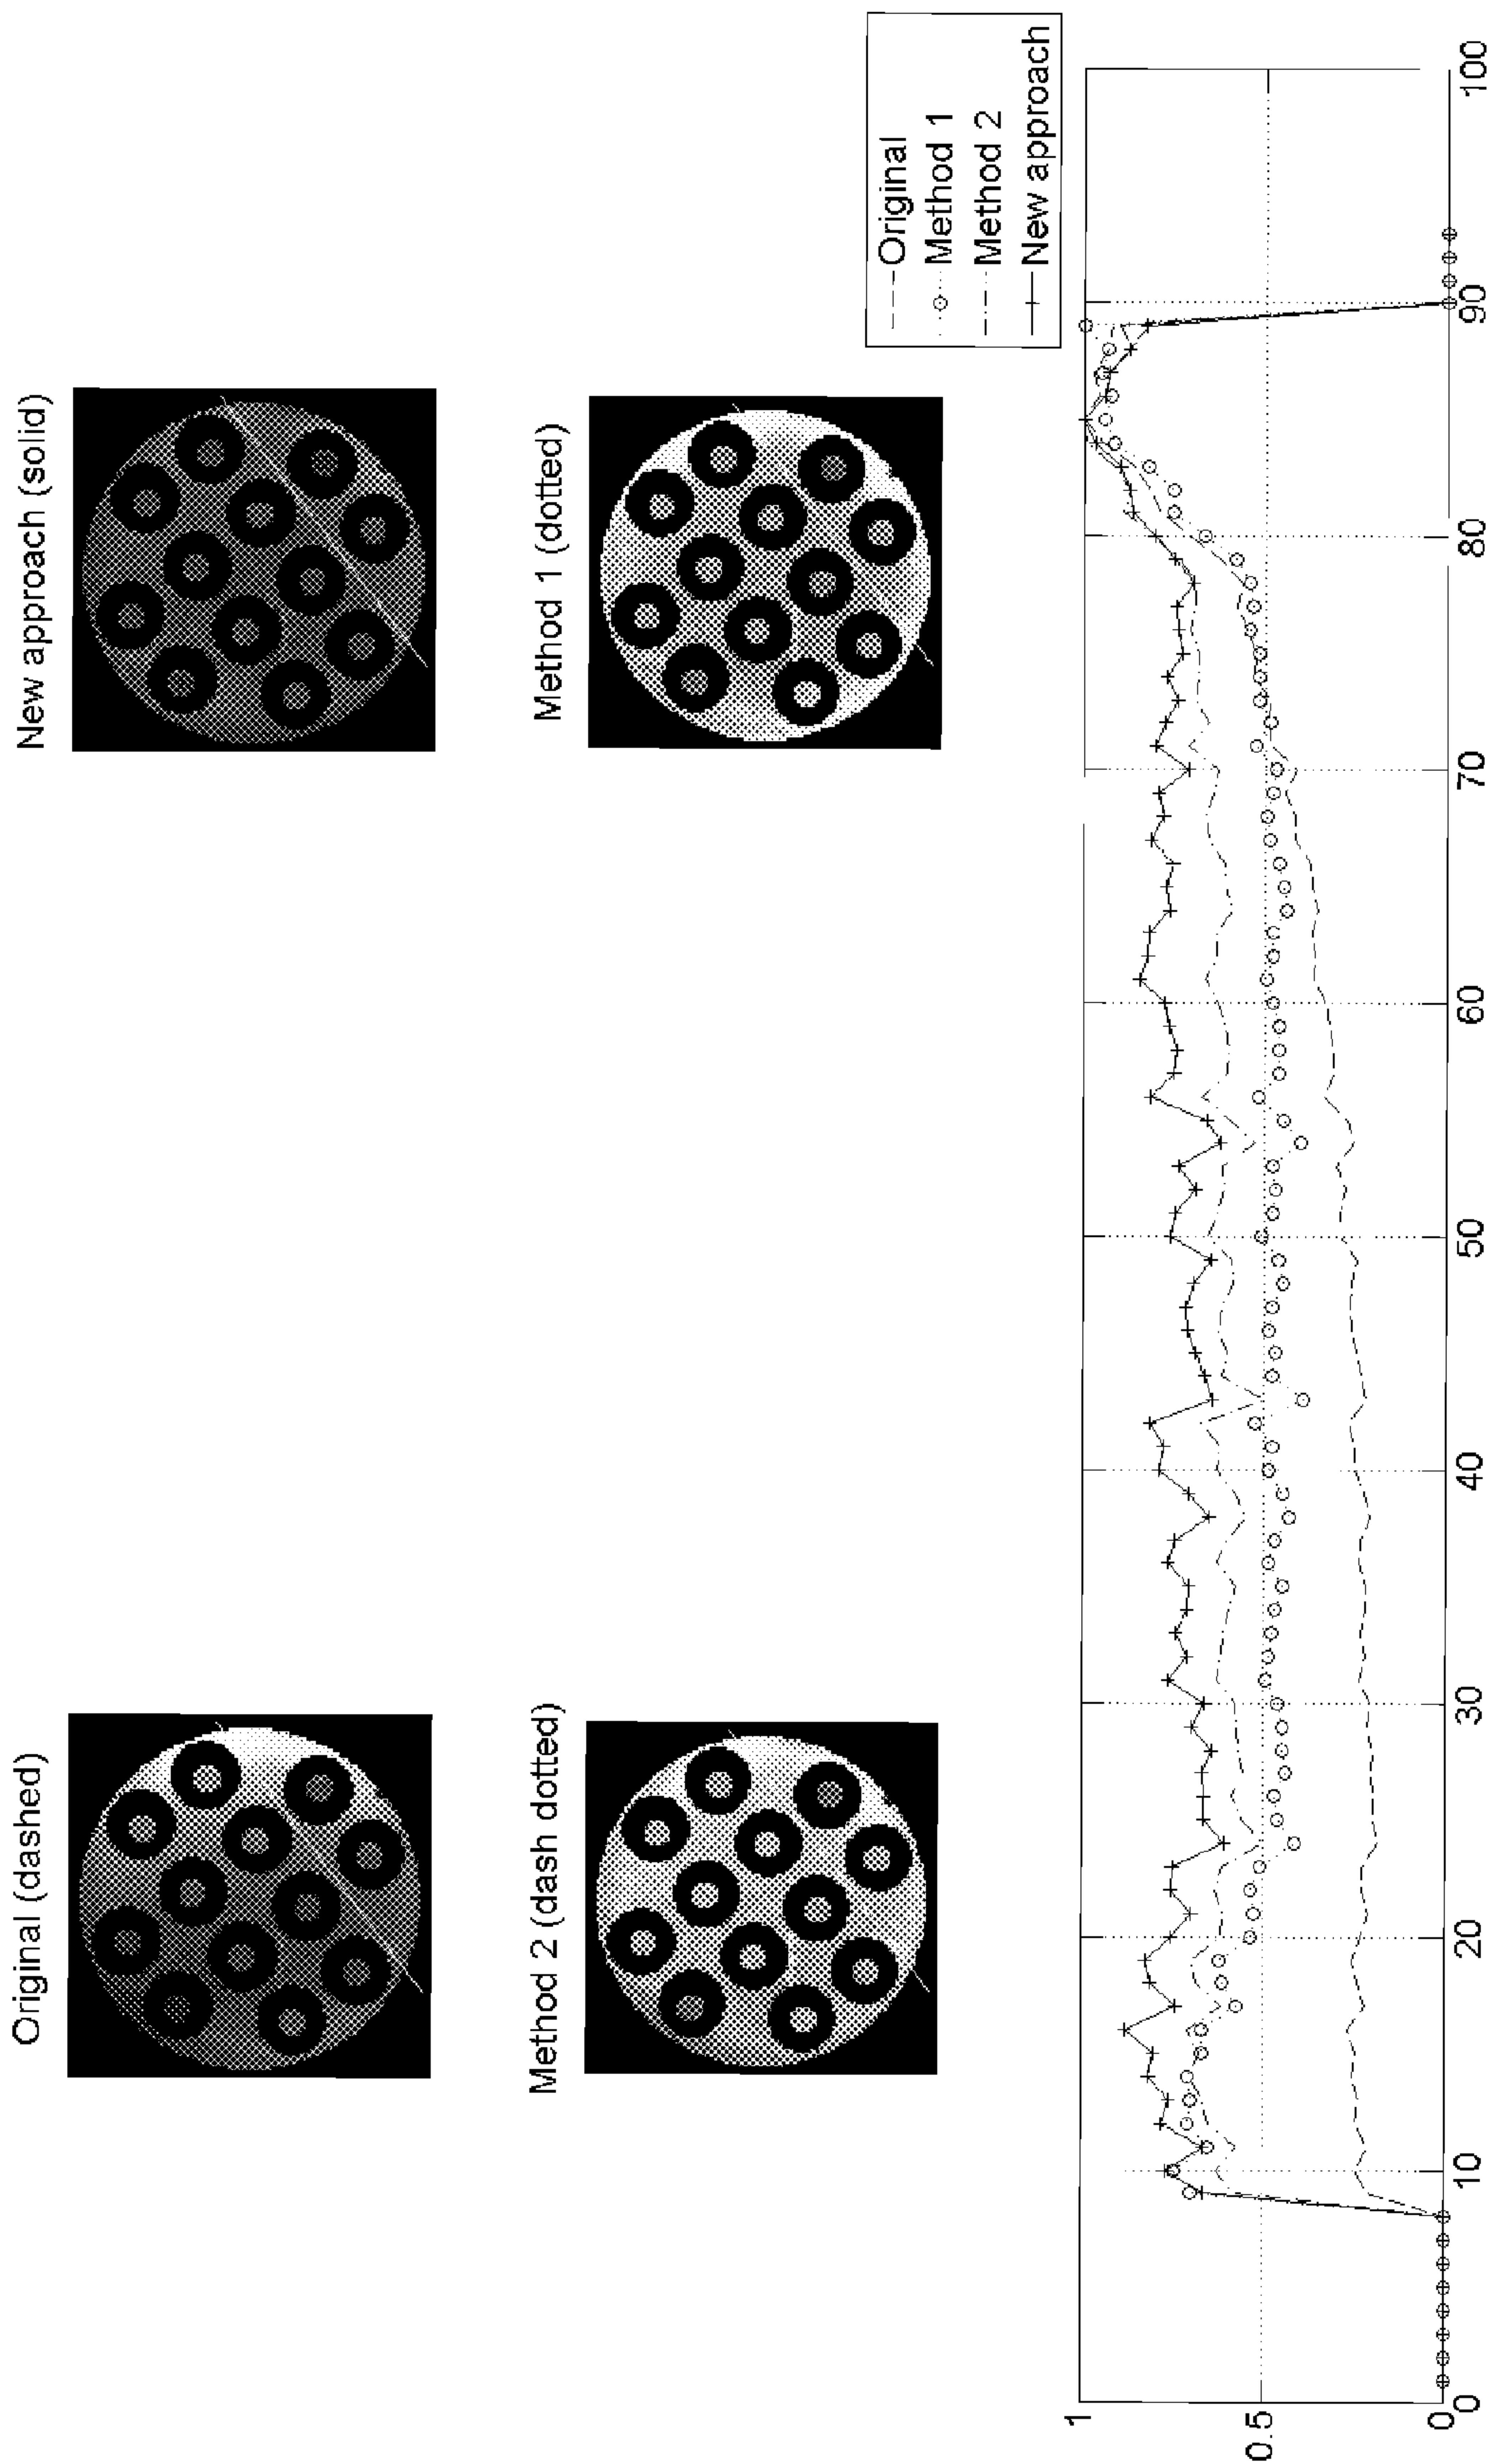 Original (dashed)
New approach (solid)
Method 2 (dash dotted)
Method 1 (dotted)
Original
Method 1
Method 2
New approach
1
0.5
0
0
10
20
30
40
50
60
70
80
90
100